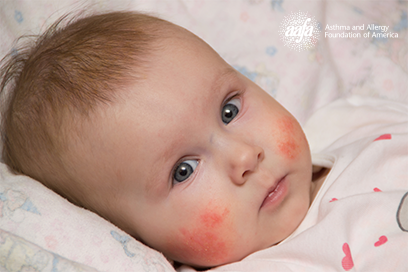 aafa
Asthma and Allergy
Foundation of America